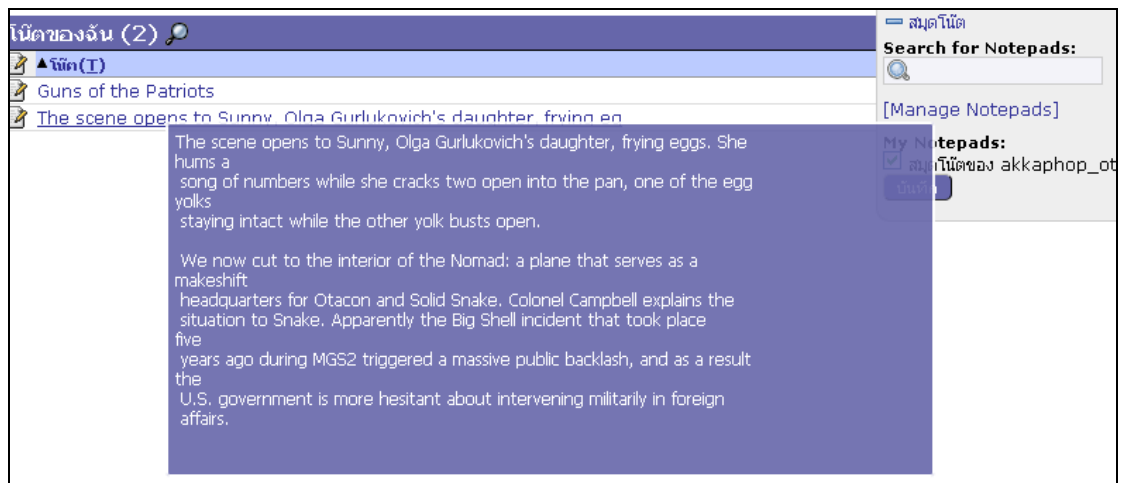 โน๊ตของฉัน (2)
▲โน๊ต(T)
Guns of the Patriots
The scene opens to Sunny, Olga Gurlukovich's daughter, frying eg
The scene opens to Sunny, Olga Gurlukovich's daughter, frying eggs. She
hums a
song of numbers while she cracks two open into the pan, one of the egg
yolks
staying intact while the other yolk busts open.
We now cut to the interior of the Nomad: a plane that serves as a
makeshift
headquarters for Otacon and Solid Snake. Colonel Campbell explains the
situation to Snake. Apparently the Big Shell incident that took place
five
years ago during MGS2 triggered a massive public backlash, and as a result
the
U.S. government is more hesitant about intervening militarily in foreign
affairs.
สมุดโน๊ต
Search for Notepads:
[Manage Notepads]
My Notepads:
สมุดโน๊ตของ akkaphop_ot
บันทึก